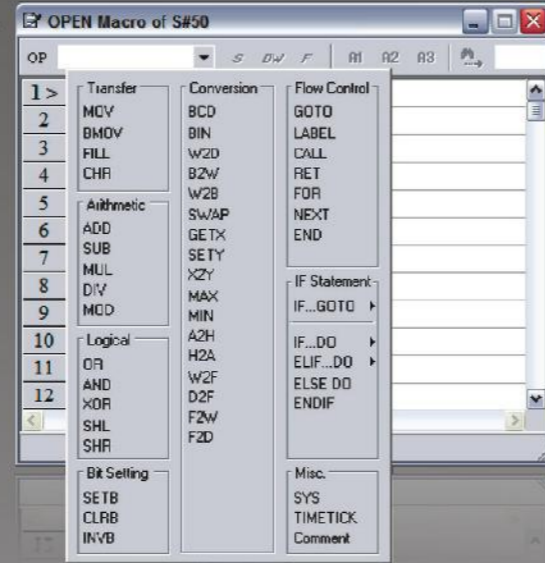 OPEN Macro of S#50
OP S DW F A1 A2 A3
1>
2
3
4
5
6
7
8
9
10
11
12
Transfer
MOV
BMOV
FILL
CHR
Arithmetic
ADD
SUB
MUL
DIV
MOD
Logical
OR
AND
XOR
SHL
SHR
Bit Setting
SETB
CLRB
INVB
Conversion
BCD
BIN
W2D
B2W
W2B
SWAP
GETX
SETY
X2Y
MAX
MIN
A2H
H2A
W2F
D2F
F2W
F2D
Flow Control
GOTO
LABEL
CALL
RET
FOR
NEXT
END
IF Statement
IF...GOTO
IF...DO
ELIF...DO
ELSE DO
ENDIF
Misc.
SYS
TIMETICK
Comment